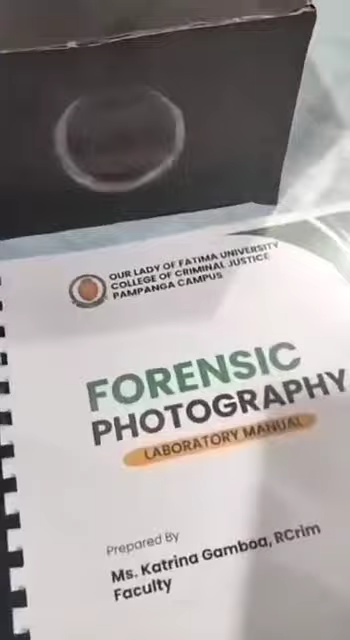 OUR LADY OF FATIMA UNIVERSITY
COLLEGE OF CRIMINAL JUSTICE
PAMPANGA CAMPUS
FORENSIC
PHOTOGRAPHY
LABORATORY MANUAL
Prepared By
Ms. Katrina Gamboa, RCrim
Faculty